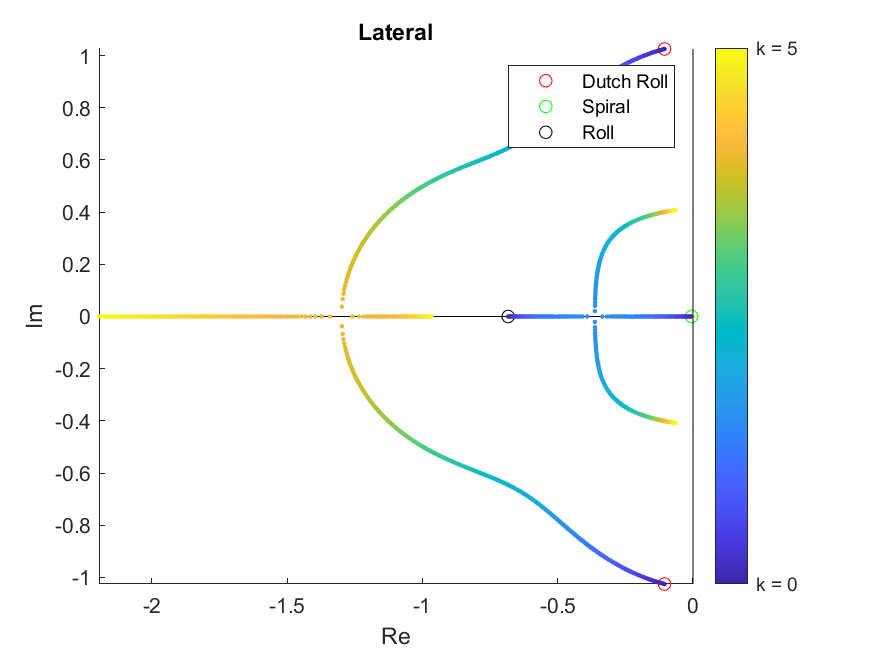 Lateral
1
0.8
0.6
0.4
0.2
0
-0.2
-0.4
-0.6
-0.8
-1
Im
-2
-1.5
-1
-0.5
0
Re
Dutch Roll
Spiral
Roll
k = 5
k = 0